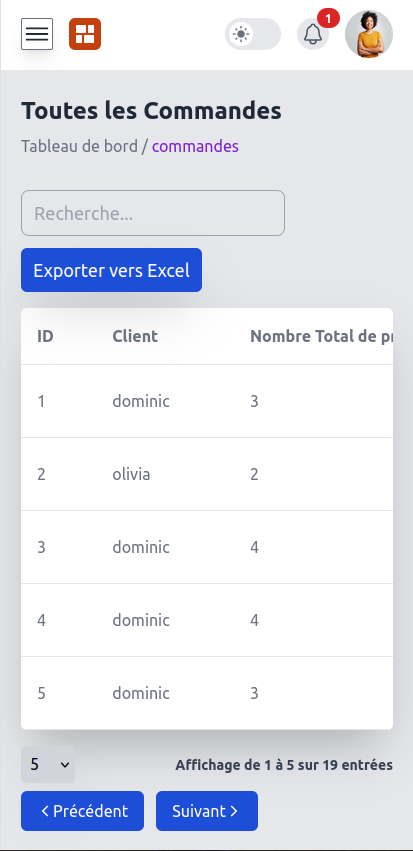 1
Toutes les Commandes
Tableau de bord / commandes
Recherche...
Exporter vers Excel
ID Client Nombre Total de
1 dominic 3
2 olivia 2
3 dominic 4
4 dominic 4
5 dominic 3
5 Affichage de 1 à 5 sur 19 entrées
Précédent Suivant